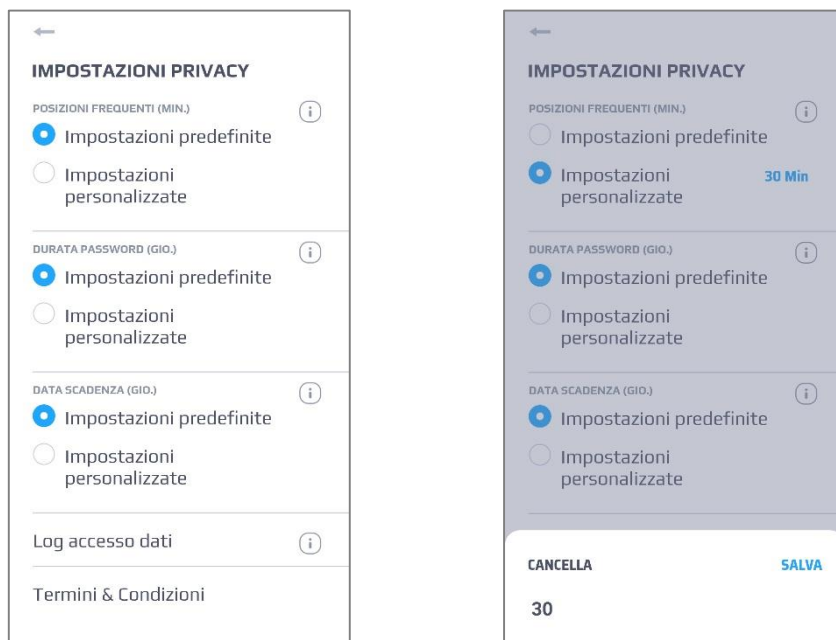 IMPOSTAZIONI PRIVACY
POSIZIONI FREQUENTI (MIN.)
Impostazioni predefinite
Impostazioni
personalizzate
DURATA PASSWORD (GIO.)
Impostazioni predefinite
Impostazioni
personalizzate
DATA SCADENZA (GIO.)
Impostazioni predefinite
Impostazioni
personalizzate
Log accesso dati
Termini & Condizioni
IMPOSTAZIONI PRIVACY
POSIZIONI FREQUENTI (MIN.)
Impostazioni predefinite
Impostazioni
personalizzate
30 Min
DURATA PASSWORD (GIO.)
Impostazioni predefinite
Impostazioni
personalizzate
DATA SCADENZA (GIO.)
Impostazioni predefinite
Impostazioni
personalizzate
CANCELLA
SALVA
30